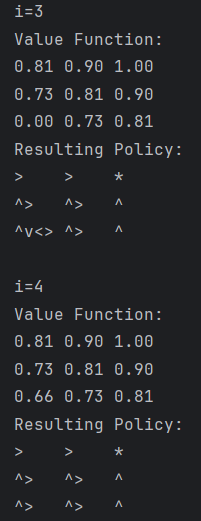 i=3
Value Function:
0.81 0.90 1.00
0.73 0.81 0.90
0.00 0.73 0.81
Resulting Policy:
>    >    *
^>   ^>   ^
^v<> ^>   ^

i=4
Value Function:
0.81 0.90 1.00
0.73 0.81 0.90
0.66 0.73 0.81
Resulting Policy:
>    >    *
^>   ^>   ^
^>   ^>   ^